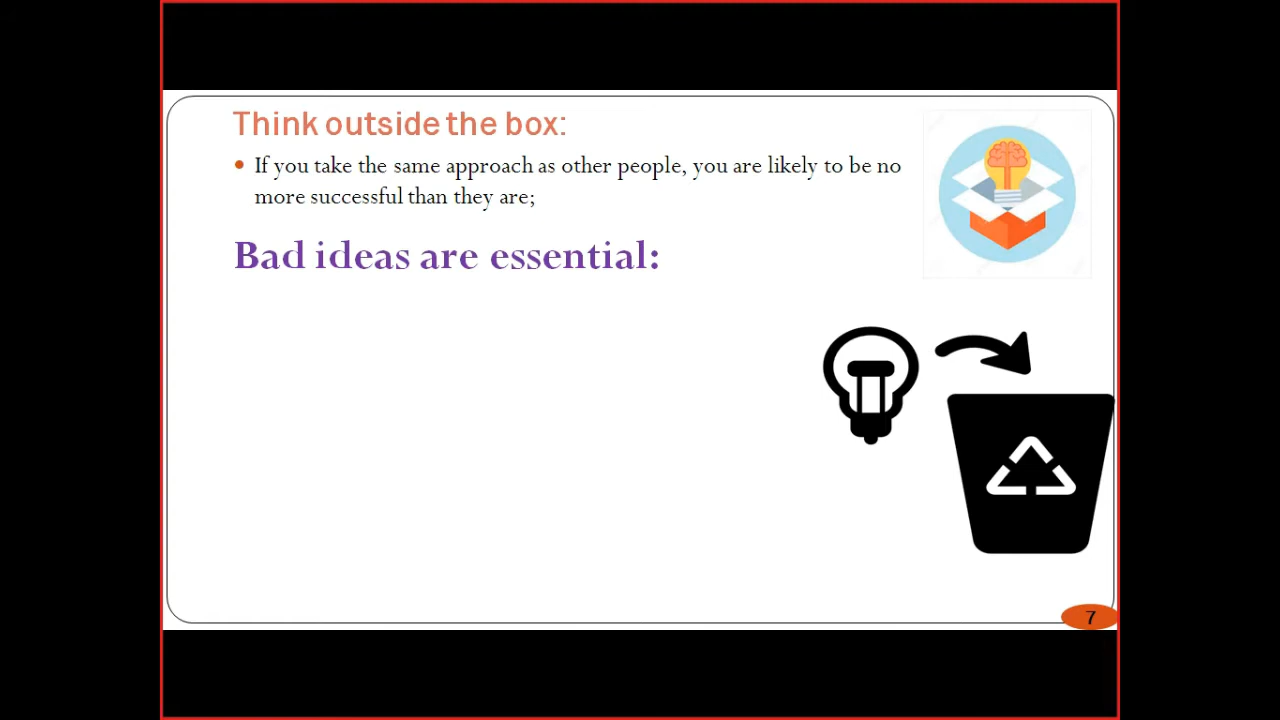 Think outside the box:
• If you take the same approach as other people, you are likely to be no
more successful than they are;
Bad ideas are essential:
7